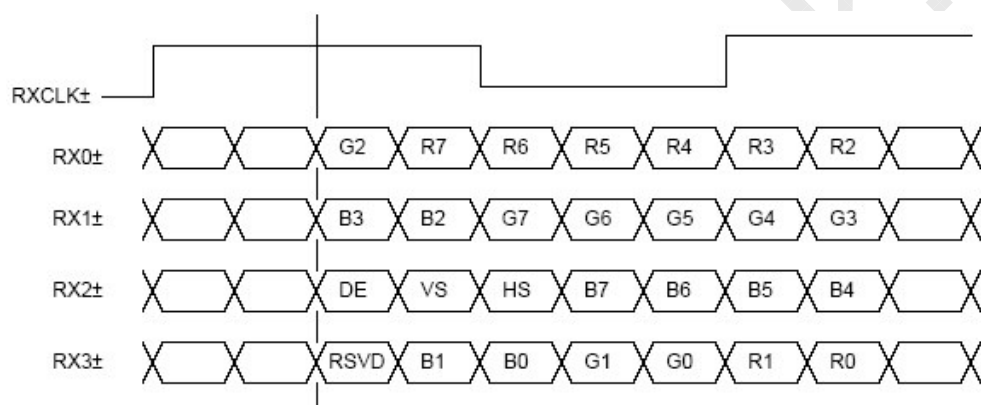 RXCLK±
RX0± G2 R7 R6 R5 R4 R3 R2
RX1± B3 B2 G7 G6 G5 G4 G3
RX2± DE VS HS B7 B6 B5 B4
RX3± RSVD B1 B0 G1 G0 R1 R0